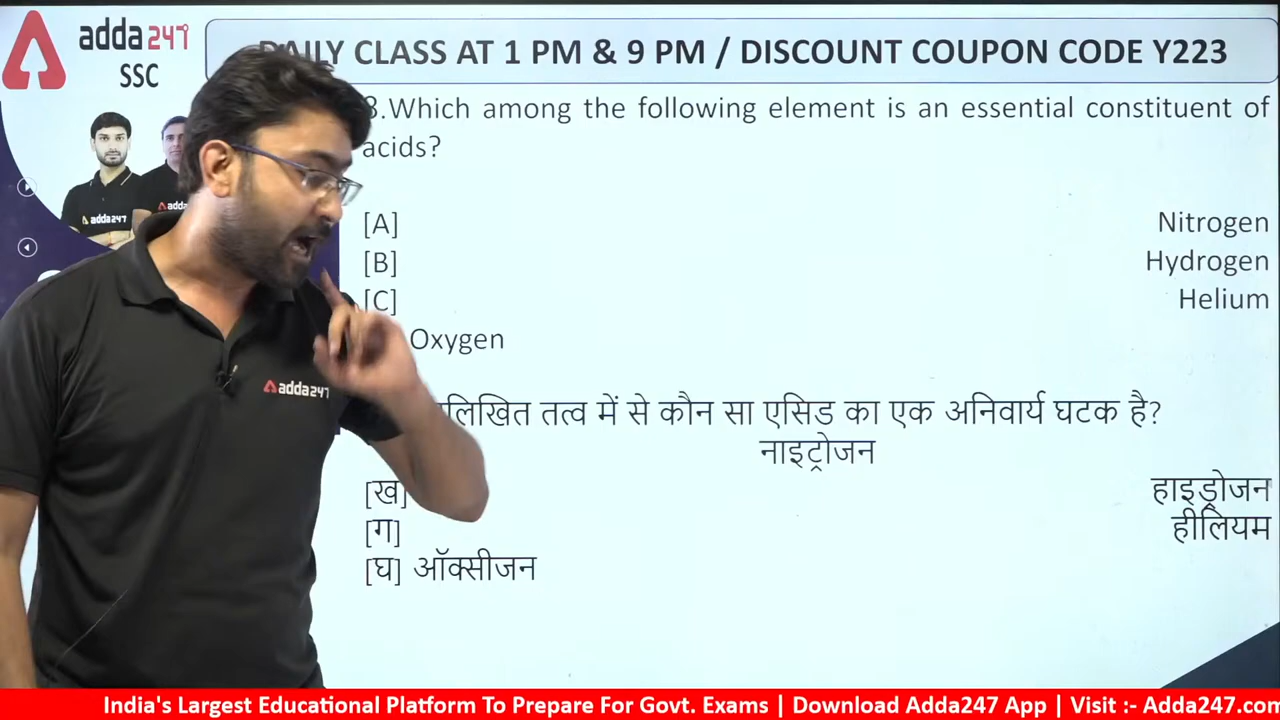 adda247
SSC
DAILY CLASS AT 1 PM & 9 PM / DISCOUNT COUPON CODE Y223
3.Which among the following element is an essential constituent of
acids?
[A] Nitrogen
[B] Hydrogen
[C] Helium
Oxygen
adda247
adda247
लिखित तत्व में से कौन सा एसिड का एक अनिवार्य घटक है?
नाइट्रोजन
[ख] हाइड्रोजन
[ग] हीलियम
[घ] ऑक्सीजन
India's Largest Educational Platform To Prepare For Govt. Exams | Download Adda247 App | Visit :- Adda247.com